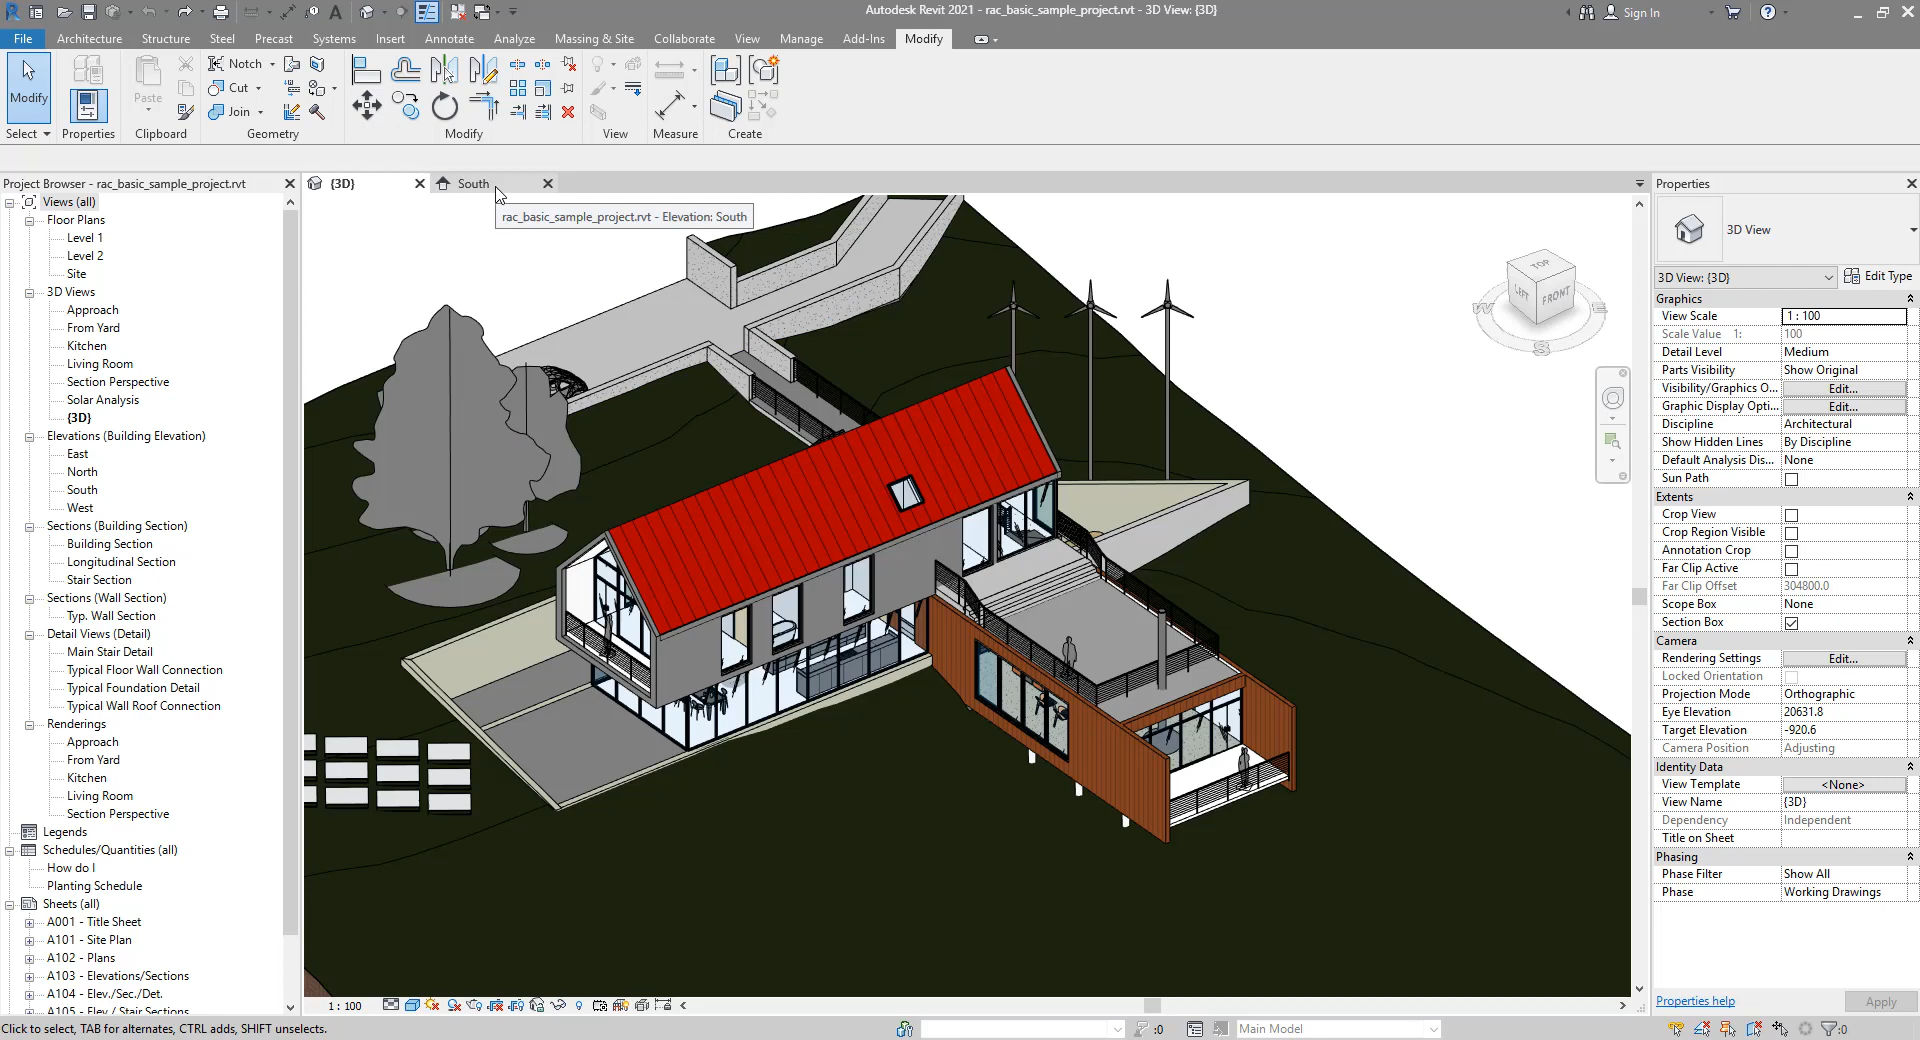 Autodesk Revit 2021 - rac_basic_sample_project.rvt - 3D View: {3D}
Sign In
File Architecture Structure Steel Precast Systems Insert Annotate Analyze Massing & Site Collaborate View Manage Add-Ins Modify
Notch
Cut
Join
Modify
Paste
Select Properties Clipboard Geometry Modify View Measure Create
Project Browser - rac_basic_sample_project.rvt
{3D}
South
rac_basic_sample_project.rvt - Elevation: South
Views (all)
Floor Plans
Level 1
Level 2
Site
3D Views
Approach
From Yard
Kitchen
Living Room
Section Perspective
Solar Analysis
{3D}
Elevations (Building Elevation)
East
North
South
West
Sections (Building Section)
Building Section
Longitudinal Section
Stair Section
Sections (Wall Section)
Typ. Wall Section
Detail Views (Detail)
Main Stair Detail
Typical Floor Wall Connection
Typical Foundation Detail
Typical Wall Roof Connection
Renderings
Approach
From Yard
Kitchen
Living Room
Section Perspective
Legends
Schedules/Quantities (all)
How do I
Planting Schedule
Sheets (all)
A001 - Title Sheet
A101 - Site Plan
A102 - Plans
A103 - Elevations/Sections
A104 - Elev./Sec./Det.
A105 - Elev./ Stair Sections
TOP
LEFT
FRONT
W
E
S
Properties
3D View
3D View: {3D}
Edit Type
Graphics
View Scale 1 : 100
Scale Value 1: 100
Detail Level Medium
Parts Visibility Show Original
Visibility/Graphics O... Edit...
Graphic Display Opti... Edit...
Discipline Architectural
Show Hidden Lines By Discipline
Default Analysis Dis... None
Sun Path
Extents
Crop View
Crop Region Visible
Annotation Crop
Far Clip Active
Far Clip Offset 304800.0
Scope Box None
Section Box
Camera
Rendering Settings Edit...
Locked Orientation
Projection Mode Orthographic
Eye Elevation 20631.8
Target Elevation -920.6
Camera Position Adjusting
Identity Data
View Template <None>
View Name {3D}
Dependency Independent
Title on Sheet
Phasing
Phase Filter Show All
Phase Working Drawings
Properties help
Apply
1 : 100
Click to select, TAB for alternates, CTRL adds, SHIFT unselects.
:0
Main Model
:0